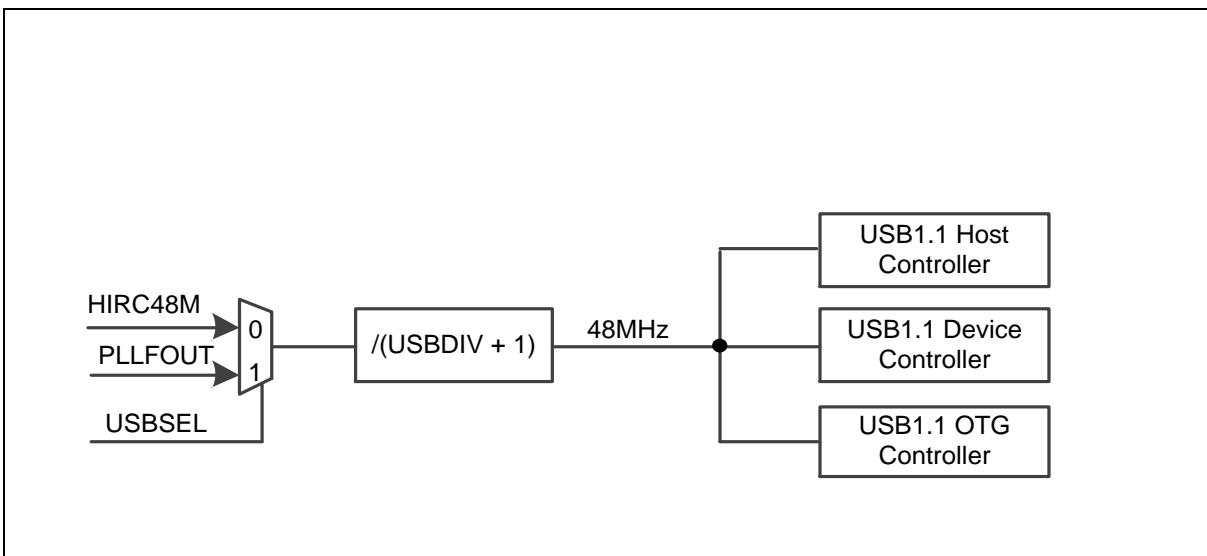 USB1.1 Host
Controller
HIRC48M
0
/(USBDIV + 1)
48MHz
USB1.1 Device
Controller
PLLFOUT
1
USBSEL
USB1.1 OTG
Controller